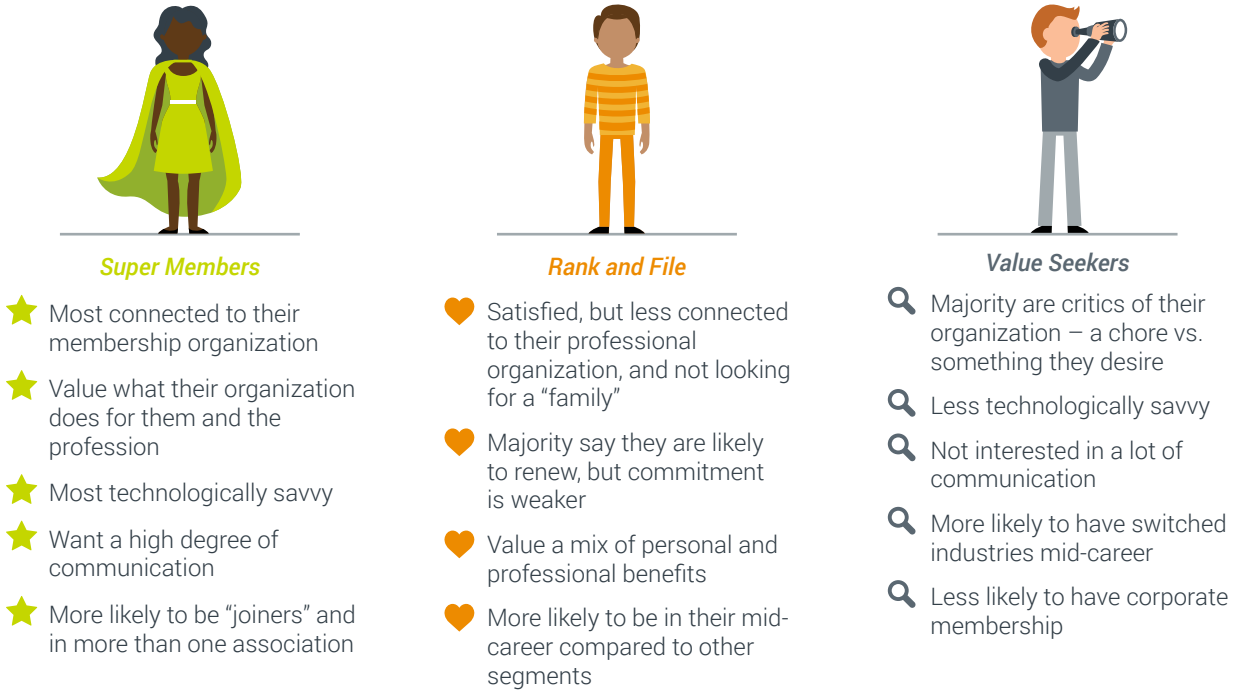 Super Members
Most connected to their
membership organization
Value what their organization
does for them and the
profession
Most technologically savvy
Want a high degree of
communication
More likely to be “joiners” and
in more than one association
Rank and File
Satisfied, but less connected
to their professional
organization, and not looking
for a “family”
Majority say they are likely
to renew, but commitment
is weaker
Value a mix of personal and
professional benefits
More likely to be in their mid-
career compared to other
segments
Value Seekers
Majority are critics of their
organization – a chore vs.
something they desire
Less technologically savvy
Not interested in a lot of
communication
More likely to have switched
industries mid-career
Less likely to have corporate
membership